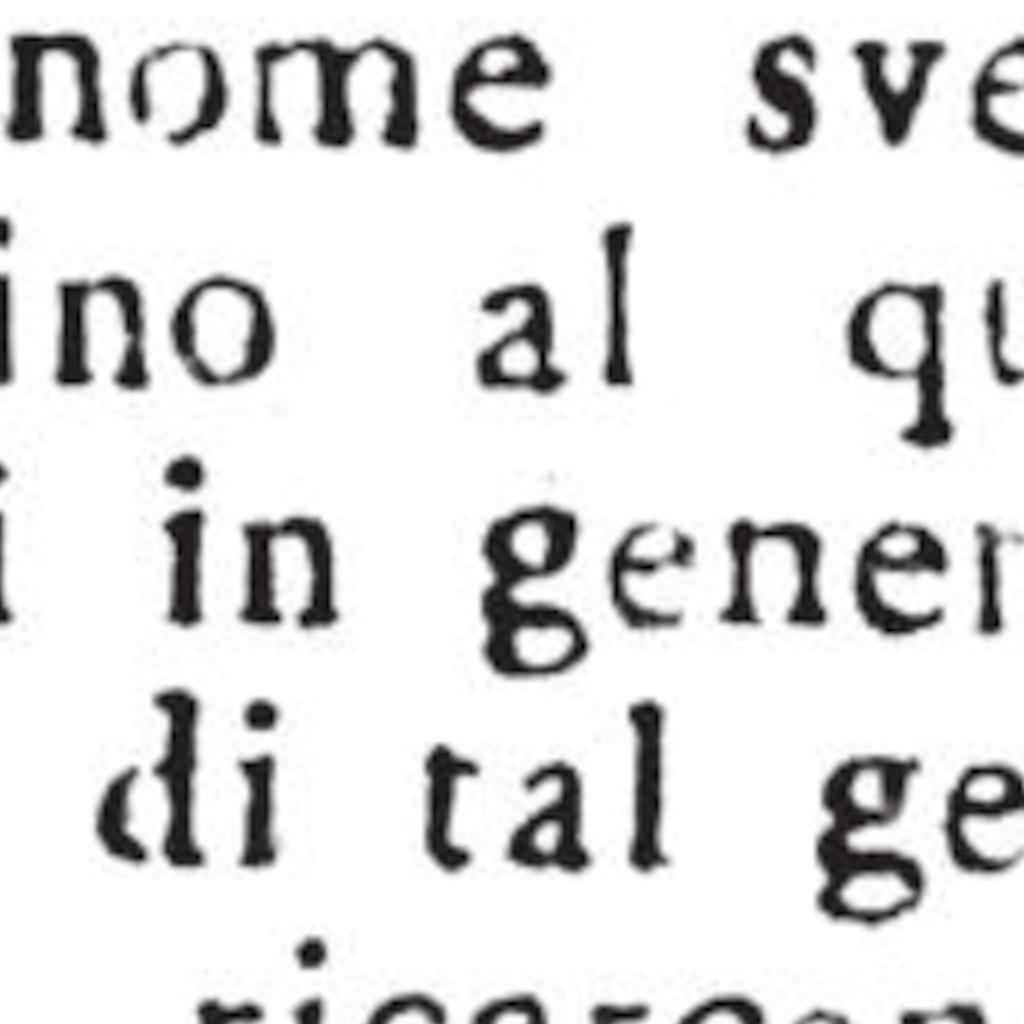 nome sve
ino al qu
i in gener
di tal ge